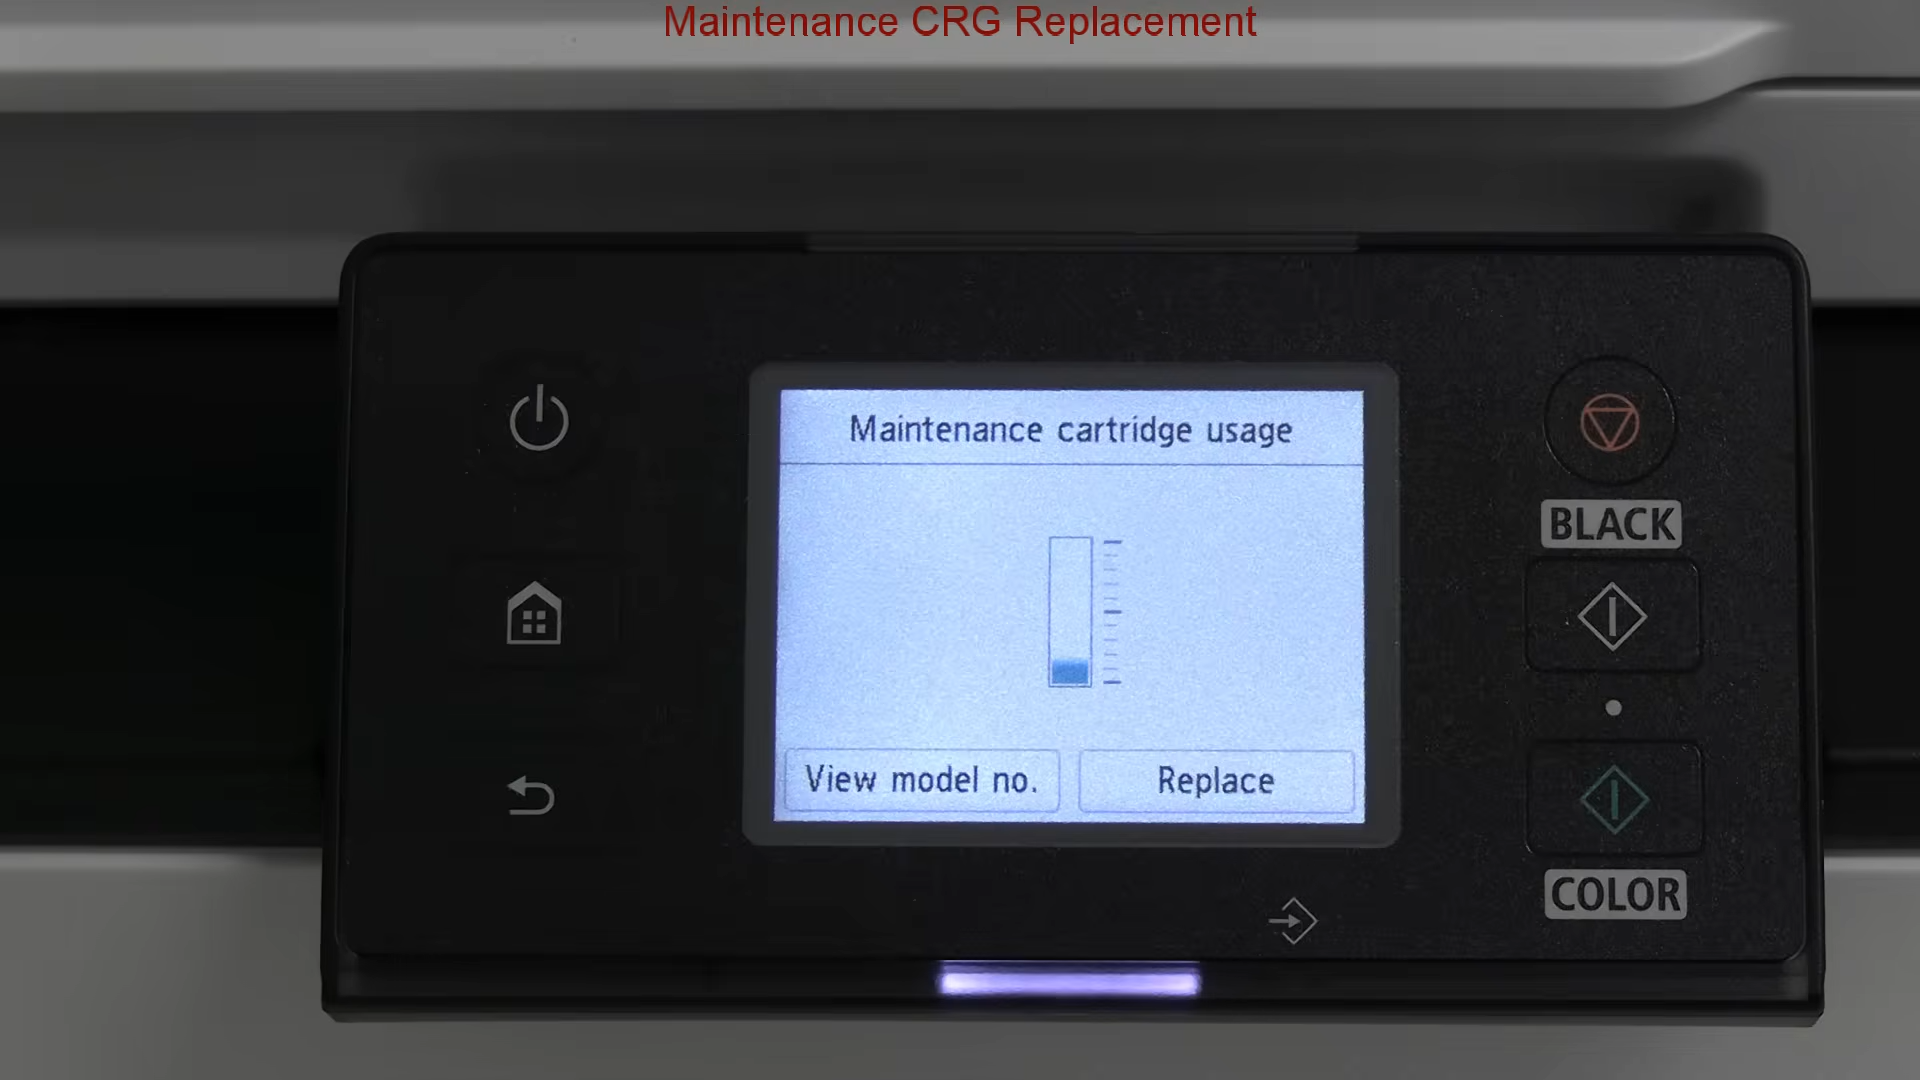 Maintenance CRG Replacement
Maintenance cartridge usage
View model no.
Replace
BLACK
COLOR